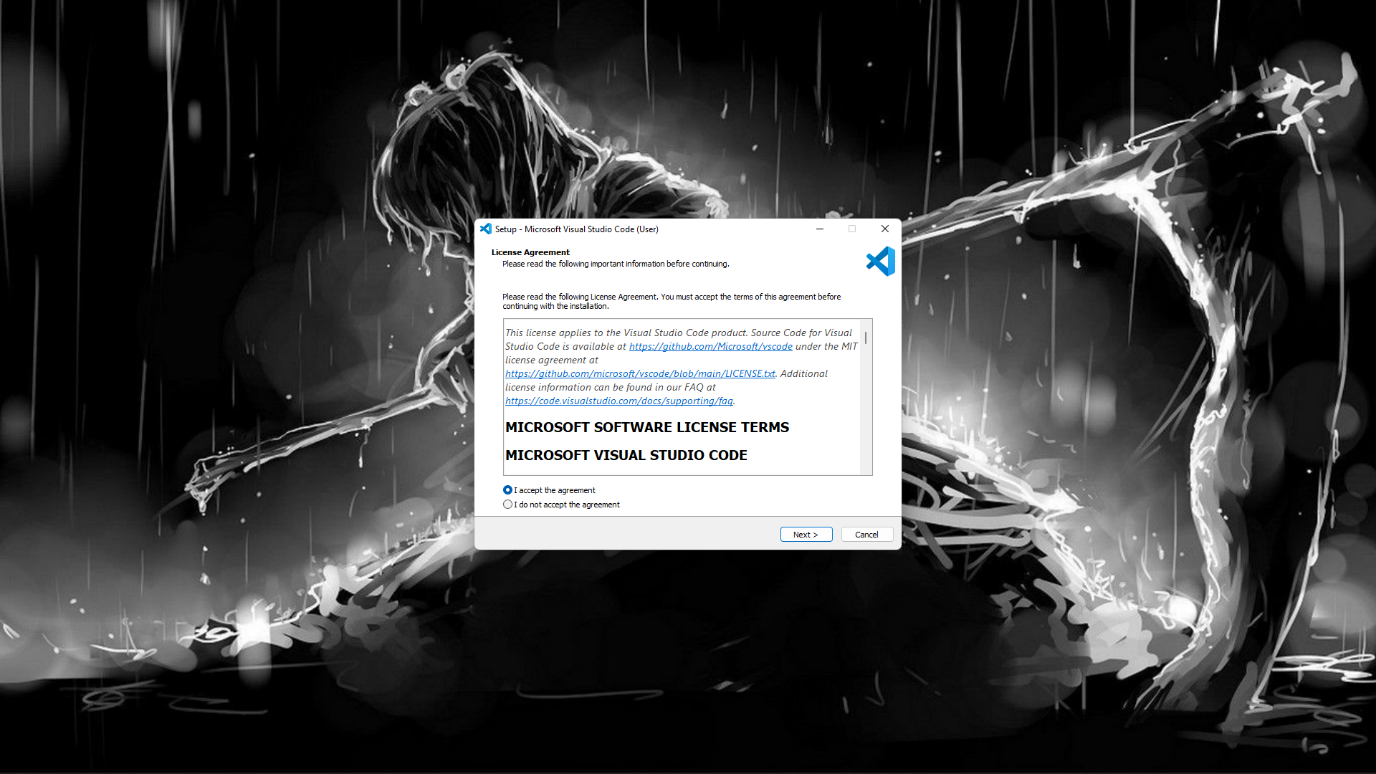 Setup - Microsoft Visual Studio Code (User)
License Agreement
Please read the following important information before continuing.
Please read the following License Agreement. You must accept the terms of this agreement before
continuing with the installation.
This license applies to the Visual Studio Code product. Source Code for Visual
Studio Code is available at https://github.com/Microsoft/vscode under the MIT
license agreement at
https://github.com/microsoft/vscode/blob/main/LICENSE.txt. Additional
license information can be found in our FAQ at
https://code.visualstudio.com/docs/supporting/faq.
MICROSOFT SOFTWARE LICENSE TERMS
MICROSOFT VISUAL STUDIO CODE
I accept the agreement
I do not accept the agreement
Next >
Cancel